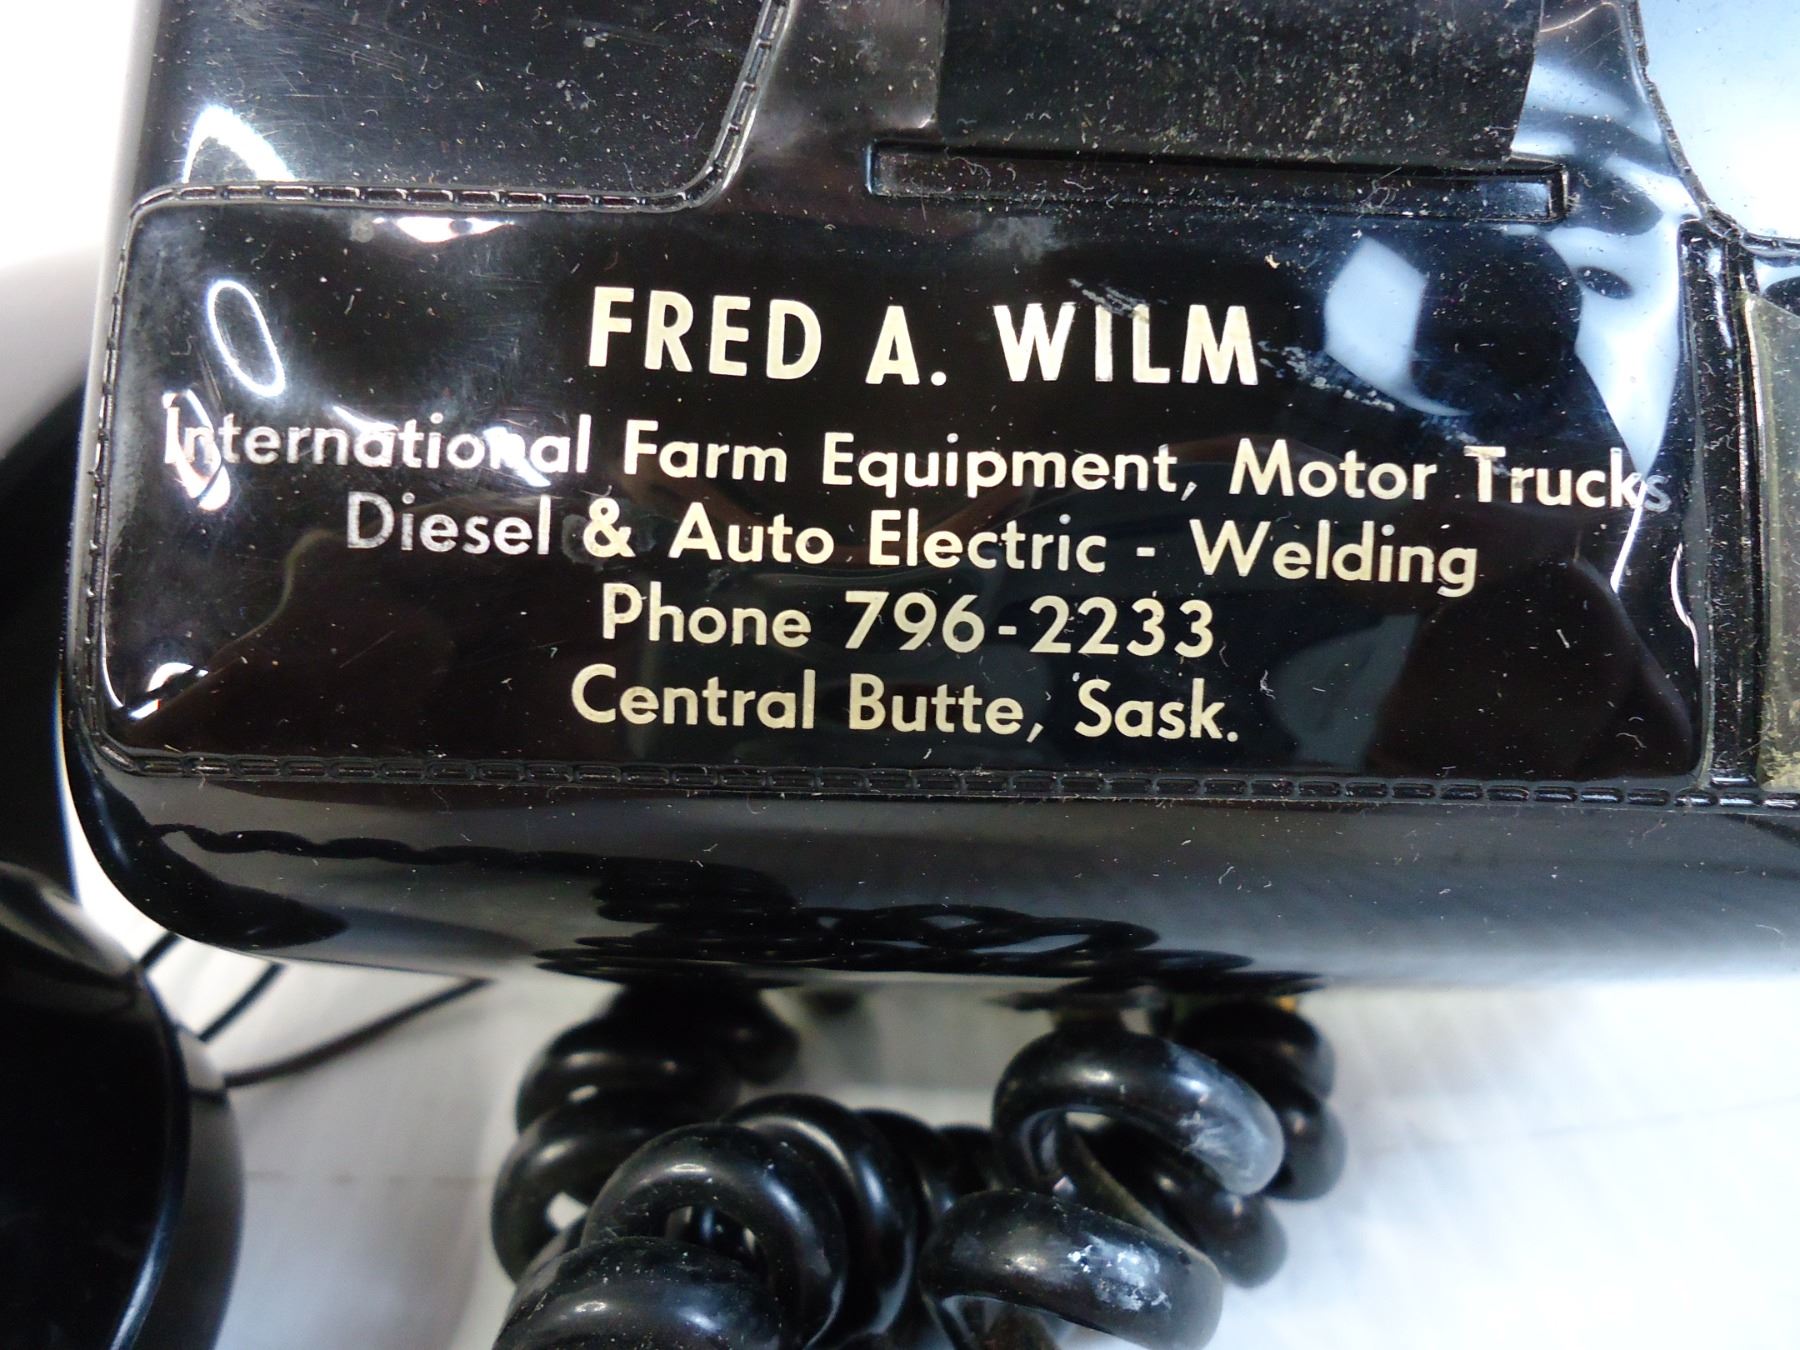 FRED A. WILM
International Farm Equipment, Motor Trucks
Diesel & Auto Electric - Welding
Phone 796-2233
Central Butte, Sask.